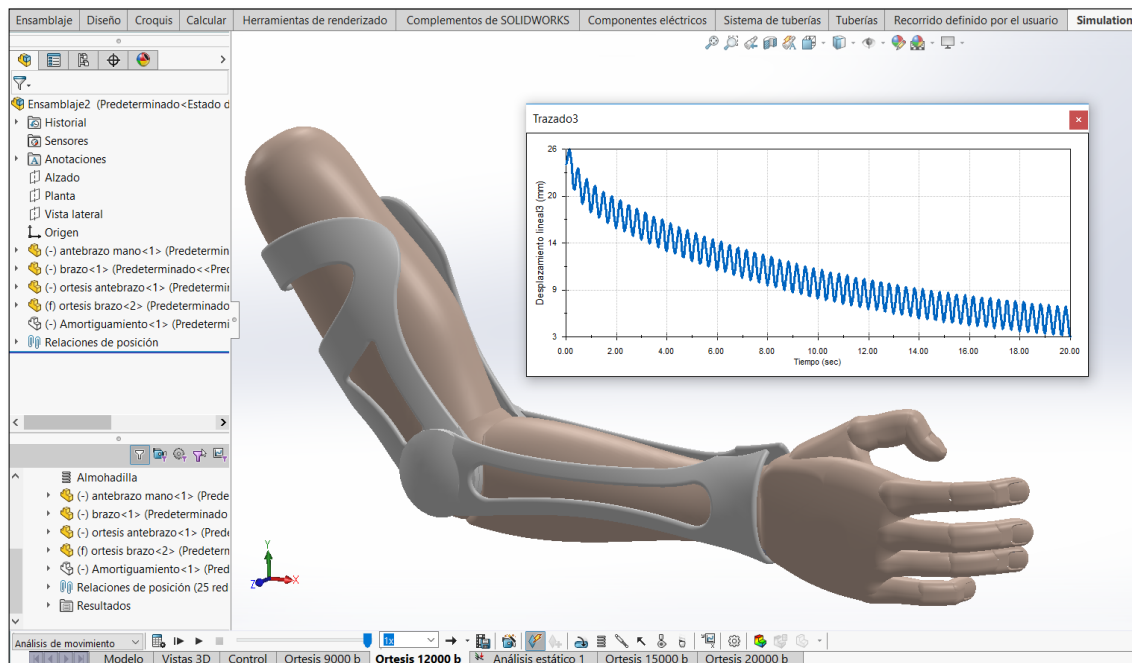 Ensamblaje Diseño Croquis Calcular Herramientas de renderizado Complementos de SOLIDWORKS Componentes eléctricos Sistema de tuberías Tuberías Recorrido definido por el usuario Simulation
Ensamblaje2 (Predeterminado<Estado d
Historial
Sensores
Anotaciones
Alzado
Planta
Vista lateral
Origen
(-) antebrazo mano<1> (Predetermin
(-) brazo<1> (Predeterminado<<Pred
(-) ortesis antebrazo<1> (Predetermin
(f) ortesis brazo<2> (Predeterminado
(-) Amortiguamiento<1> (Predetermi
Relaciones de posición
Trazado3
Desplazamiento lineal3 (mm)
26
20
14
9
3
0.00 2.00 4.00 6.00 8.00 10.00 12.00 14.00 16.00 18.00 20.00
Tiempo (sec)
Almohadilla
(-) antebrazo mano<1> (Prede
(-) brazo<1> (Predeterminado
(-) ortesis antebrazo<1> (Prede
(f) ortesis brazo<2> (Predeterm
(-) Amortiguamiento<1> (Pred
Relaciones de posición (25 red
Resultados
Y
Z X
Análisis de movimiento 1x
Modelo Vistas 3D Control Ortesis 9000 b Ortesis 12000 b Análisis estático 1 Ortesis 15000 b Ortesis 20000 b